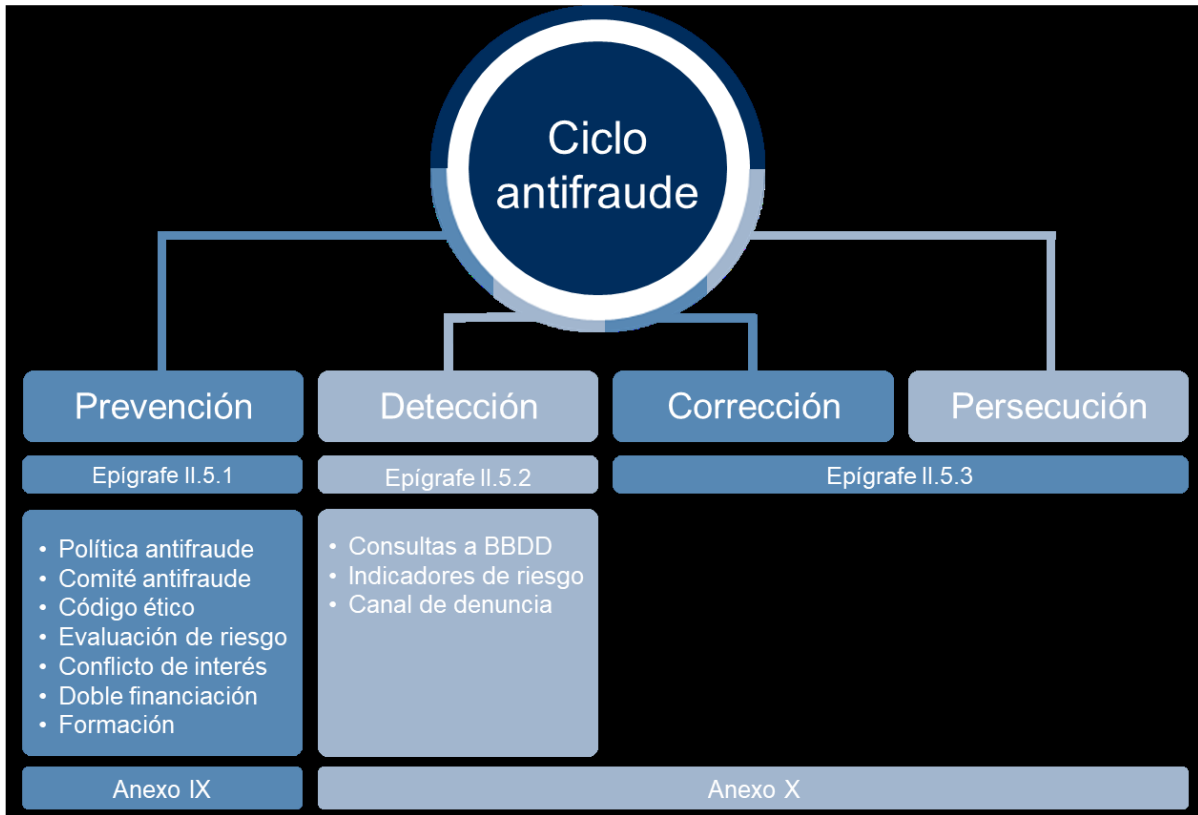 Ciclo
antifraude
Prevención
Detección
Corrección
Persecución
Epígrafe II.5.1
Epígrafe II.5.2
Epígrafe II.5.3
• Política antifraude
• Comité antifraude
• Código ético
• Evaluación de riesgo
• Conflicto de interés
• Doble financiación
• Formación
• Consultas a BBDD
• Indicadores de riesgo
• Canal de denuncia
Anexo IX
Anexo X